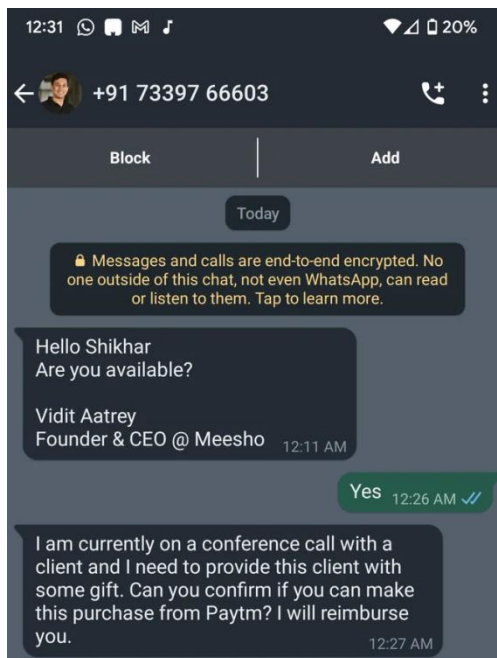 12:31 20%
+91 73397 66603
Block Add
Today
Messages and calls are end-to-end encrypted. No
one outside of this chat, not even WhatsApp, can read
or listen to them. Tap to learn more.
Hello Shikhar
Are you available?
Vidit Aatrey
Founder & CEO @ Meesho 12:11 AM
Yes 12:26 AM
I am currently on a conference call with a
client and I need to provide this client with
some gift. Can you confirm if you can make
this purchase from Paytm? I will reimburse
you. 12:27 AM